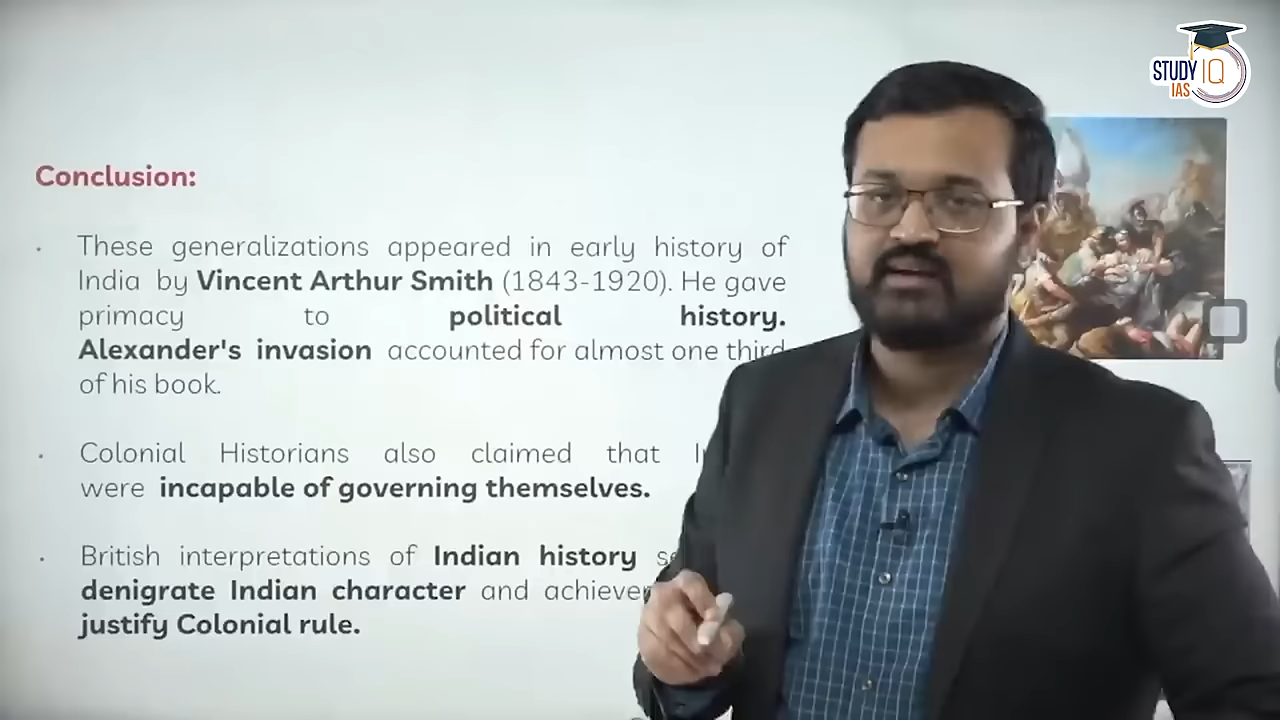 STUDY IQ
IAS
Conclusion:
These generalizations appeared in early history of
India by Vincent Arthur Smith (1843-1920). He gave
primacy to political history.
Alexander's invasion accounted for almost one third
of his book.
Colonial Historians also claimed that
were incapable of governing themselves.
British interpretations of Indian history
denigrate Indian character and
justify Colonial rule.